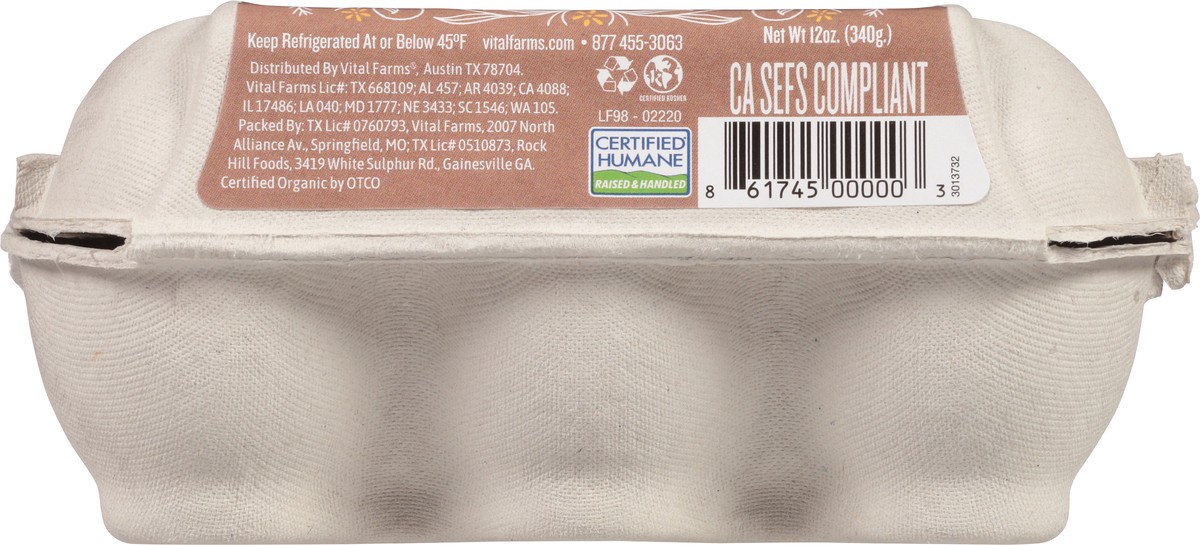 Keep Refrigerated At or Below 45ºF vitalfarms.com • 877 455-3063
Distributed By Vital Farms®, Austin TX 78704.
Vital Farms Lic#: TX 668109; AL 457; AR 4039; CA 4088;
IL 17486; LA 040; MD 1777; NE 3433; SC 1546; WA 105.
Packed By: TX Lic# 0760793, Vital Farms, 2007 North
Alliance Av., Springfield, MO; TX Lic# 0510873, Rock
Hill Foods, 3419 White Sulphur Rd., Gainesville GA.
Certified Organic by OTCO
K
CERTIFIED KOSHER
LF98 - 02220
CERTIFIED
HUMANE
RAISED & HANDLED
Net Wt 12oz. (340g.)
CA SEFS COMPLIANT
8 61745 00000 3
3013732